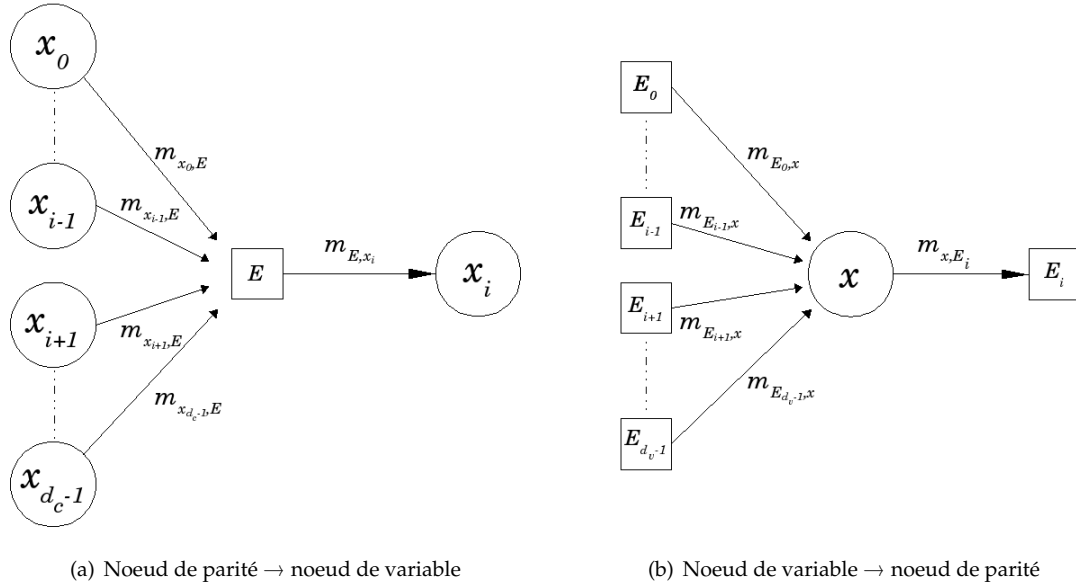 x_0
m_{x_0,E}
x_{i-1}
m_{x_{i-1},E}
E
m_{E,x_i}
x_i
x_{i+1}
m_{x_{i+1},E}
m_{x_{d_c-1},E}
x_{d_c-1}
(a) Noeud de parité → noeud de variable
E_0
m_{E_0,x}
E_{i-1}
m_{E_{i-1},x}
x
m_{x,E_i}
E_i
E_{i+1}
m_{E_{i+1},x}
m_{E_{d_v-1},x}
E_{d_v-1}
(b) Noeud de variable → noeud de parité